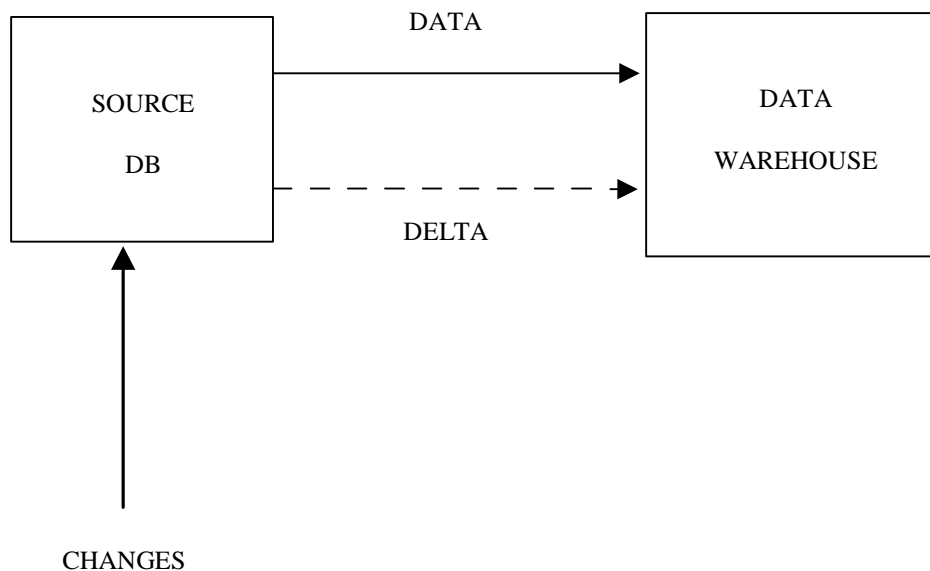 DATA
SOURCE
DB
DATA
WAREHOUSE
DELTA
CHANGES